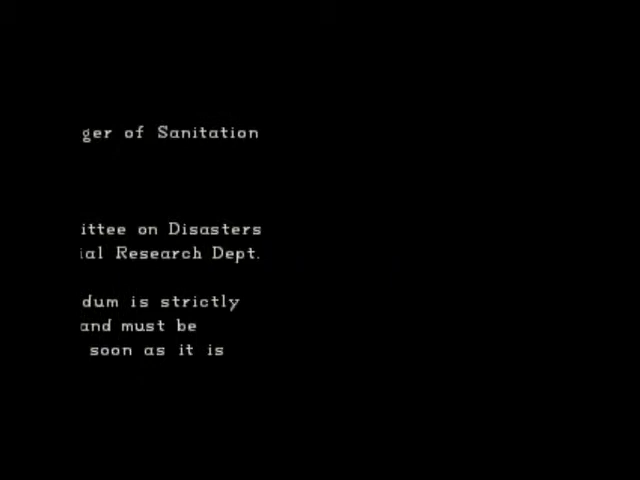 ger of Sanitation
ittee on Disasters
ial Research Dept.
dum is strictly
and must be
soon as it is